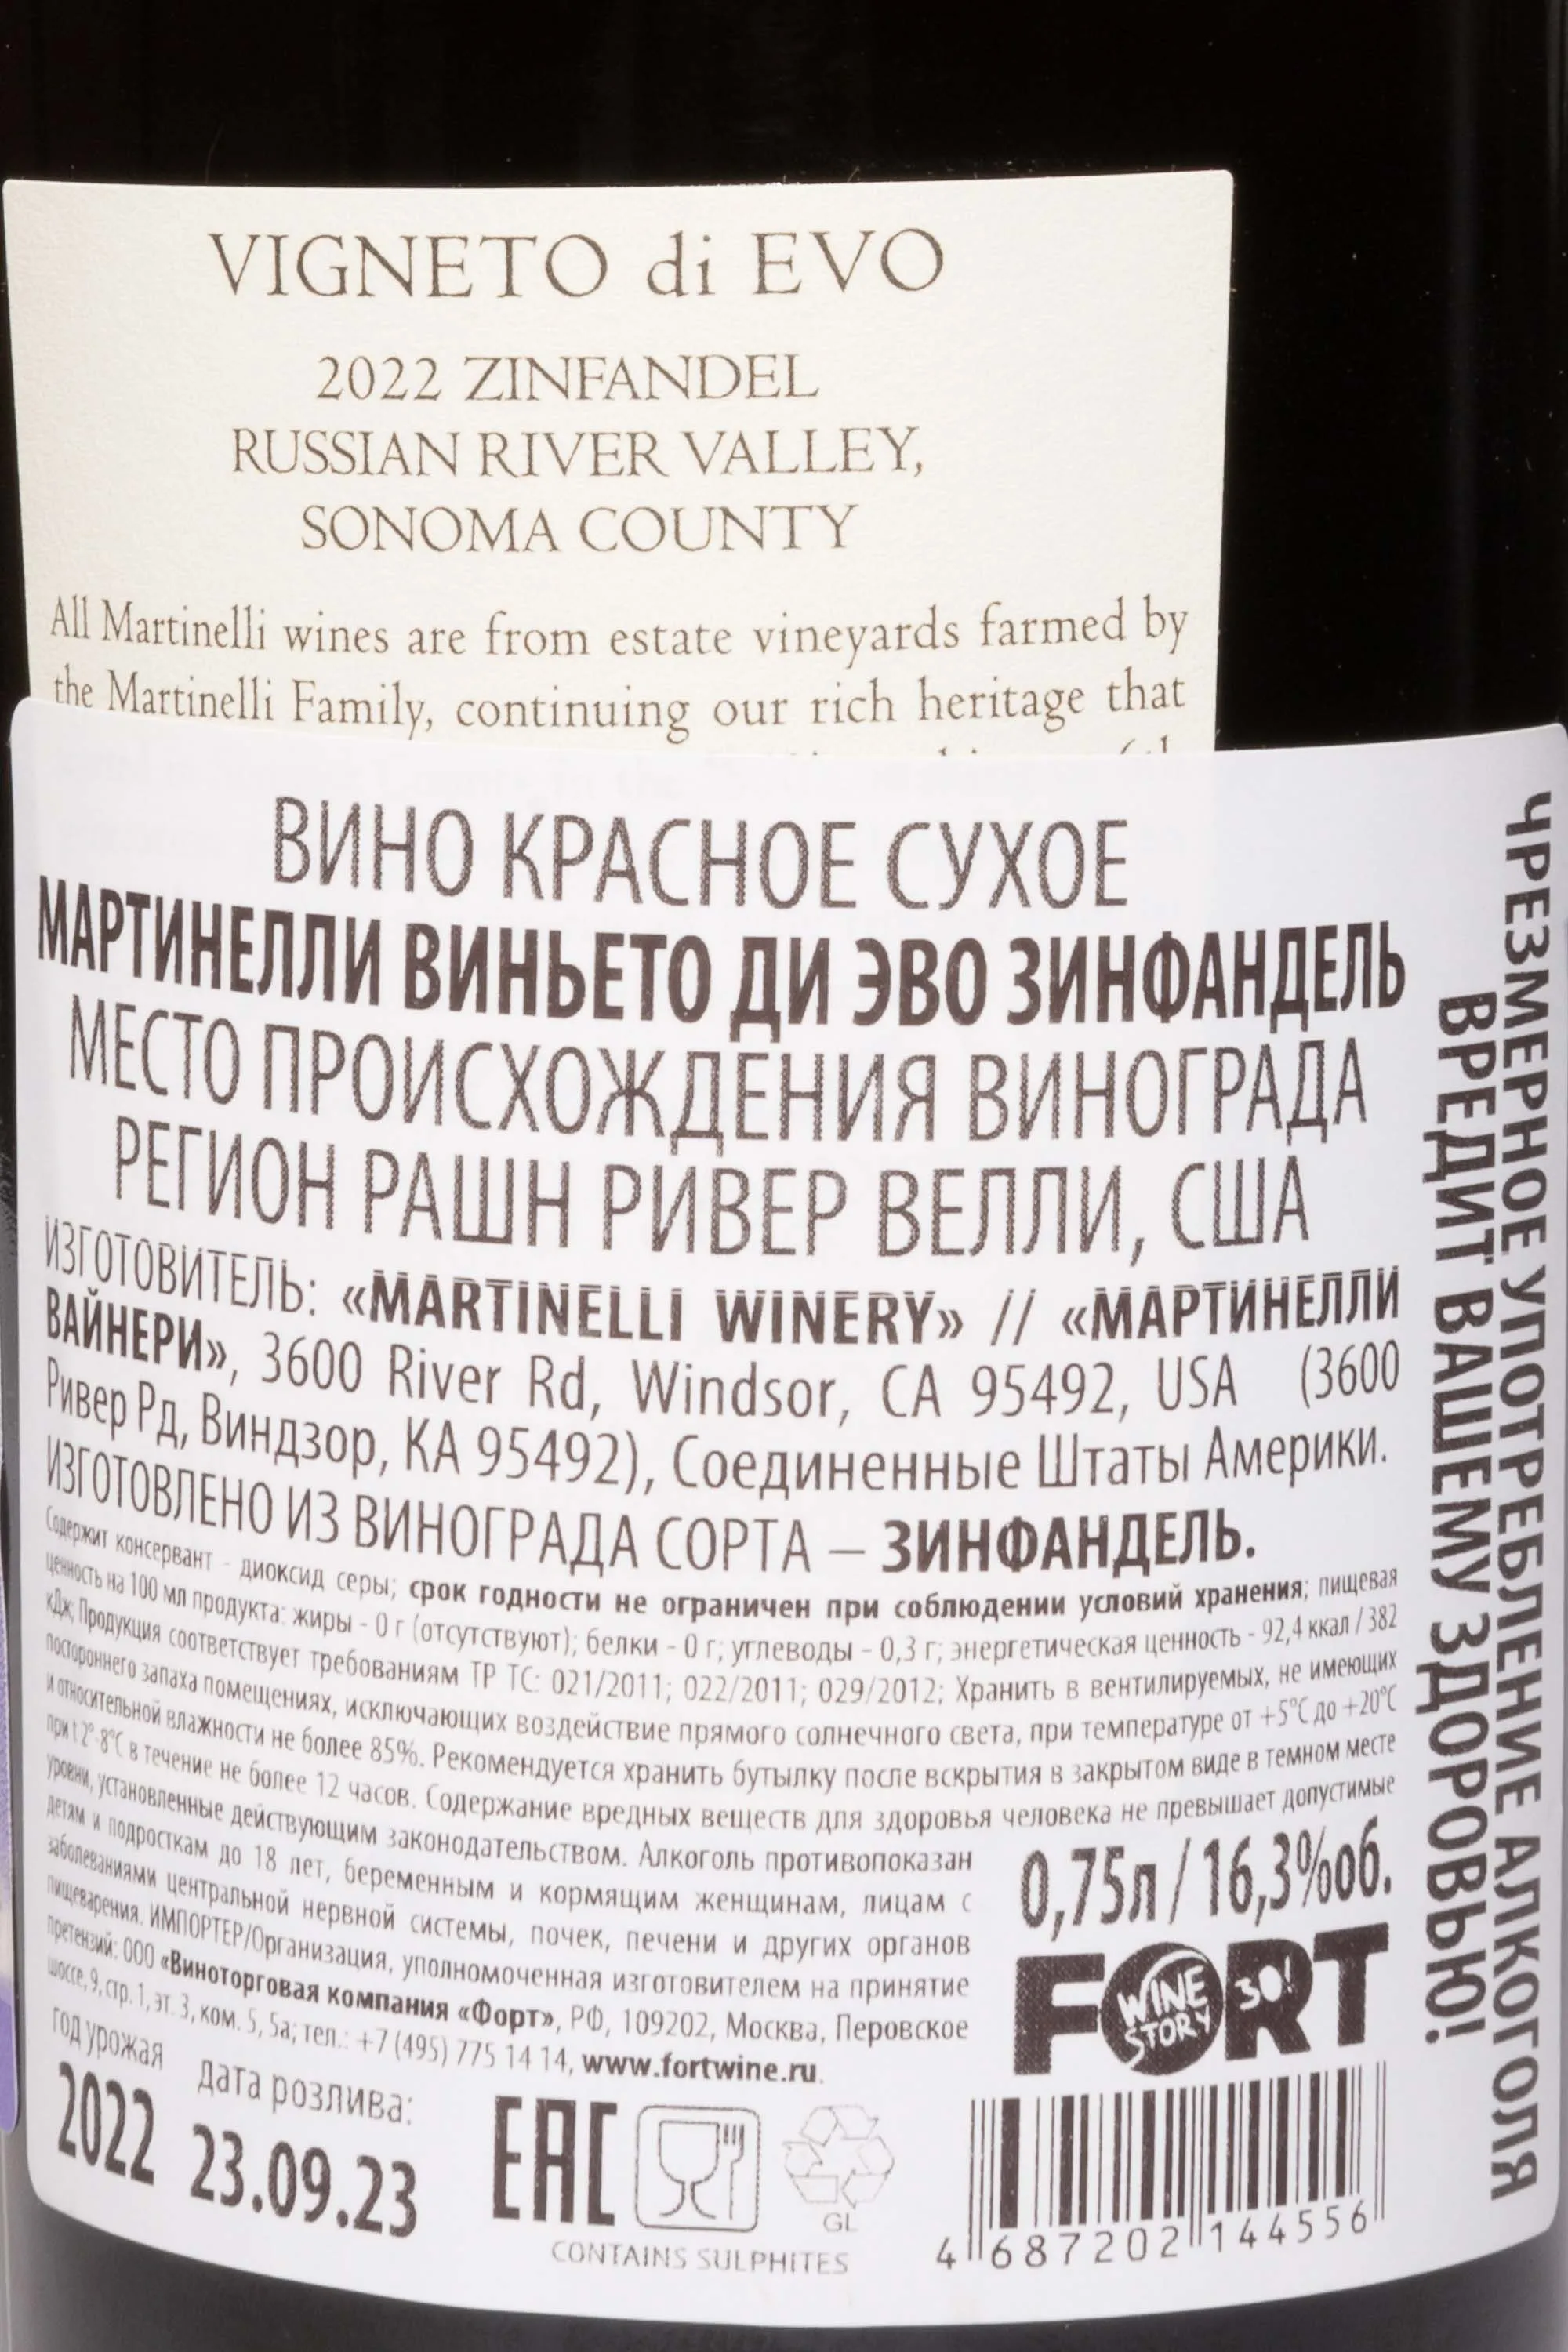 VIGNETO di EVO
2022 ZINFANDEL
RUSSIAN RIVER VALLEY,
SONOMA COUNTY
All Martinelli wines are from estate vineyards farmed by
the Martinelli Family, continuing our rich heritage that
ВИНО КРАСНОЕ СУХОЕ
МАРТИНЕЛЛИ ВИНЬЕТО ДИ ЭВО ЗИНФАНДЕЛЬ
МЕСТО ПРОИСХОЖДЕНИЯ ВИНОГРАДА
РЕГИОН РАШН РИВЕР ВЕЛЛИ, США
ИЗГОТОВИТЕЛЬ: «MARTINELLI WINERY» // «МАРТИНЕЛЛИ
ВАЙНЕРИ», 3600 River Rd, Windsor, CA 95492, USA (3600
Ривер Рд, Виндзор, КА 95492), Соединенные Штаты Америки.
ИЗГОТОВЛЕНО ИЗ ВИНОГРАДА СОРТА – ЗИНФАНДЕЛЬ.
Содержит консервант - диоксид серы; срок годности не ограничен при соблюдении условий хранения; пищевая
ценность на 100 мл продукта: жиры - 0 г (отсутствуют); белки - 0 г; углеводы - 0,3 г; энергетическая ценность - 92,4 ккал / 382
кДж; Продукция соответствует требованиям ТР ТС: 021/2011; 022/2011; 029/2012; Хранить в вентилируемых, не имеющих
постороннего запаха помещениях, исключающих воздействие прямого солнечного света, при температуре от +5°С до +20°С
и относительной влажности не более 85%. Рекомендуется хранить бутылку после вскрытия в закрытом виде в темном месте
при t 2°-8°С в течение не более 12 часов. Содержание вредных веществ для здоровья человека не превышает допустимые
уровни, установленные действующим законодательством. Алкоголь противопоказан
детям и подросткам до 18 лет, беременным и кормящим женщинам, лицам с
заболеваниями центральной нервной системы, почек, печени и других органов
пищеварения. ИМПОРТЕР/Организация, уполномоченная изготовителем на принятие
претензий: ООО «Виноторговая компания «Форт», РФ, 109202, Москва, Перовское
шоссе, 9, стр. 1, эт. 3, ком. 5, 5а; тел.: +7 (495) 775 14 14, www.fortwine.ru.
0,75л / 16,3%об.
FORT
WINE
STORY
30!
год урожая
2022
дата розлива:
23.09.23
EAC
GL
CONTAINS SULPHITES
4 687202 144556
ЧРЕЗМЕРНОЕ УПОТРЕБЛЕНИЕ АЛКОГОЛЯ
ВРЕДИТ ВАШЕМУ ЗДОРОВЬЮ!